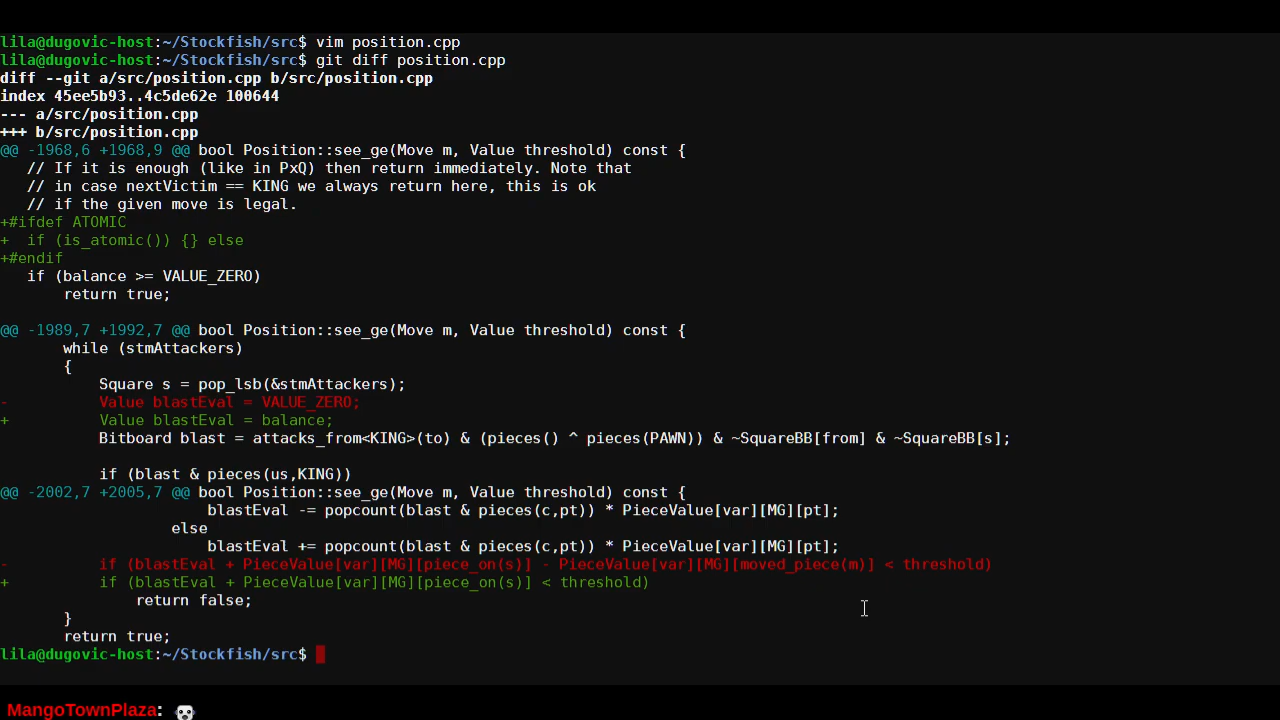 lila@dugovic-host:~/Stockfish/src$ vim position.cpp
lila@dugovic-host:~/Stockfish/src$ git diff position.cpp
diff --git a/src/position.cpp b/src/position.cpp
index 45ee5b93..4c5de62e 100644
--- a/src/position.cpp
+++ b/src/position.cpp
@@ -1968,6 +1968,9 @@ bool Position::see_ge(Move m, Value threshold) const {
   // If it is enough (like in PxQ) then return immediately. Note that
   // in case nextVictim == KING we always return here, this is ok
   // if the given move is legal.
+#ifdef ATOMIC
+  if (is_atomic()) {} else
+#endif
   if (balance >= VALUE_ZERO)
       return true;
@@ -1989,7 +1992,7 @@ bool Position::see_ge(Move m, Value threshold) const {
       while (stmAttackers)
       {
           Square s = pop_lsb(&stmAttackers);
-          Value blastEval = VALUE_ZERO;
+          Value blastEval = balance;
           Bitboard blast = attacks_from<KING>(to) & (pieces() ^ pieces(PAWN)) & ~SquareBB[from] & ~SquareBB[s];
           if (blast & pieces(us,KING))
@@ -2002,7 +2005,7 @@ bool Position::see_ge(Move m, Value threshold) const {
                       blastEval -= popcount(blast & pieces(c,pt)) * PieceValue[var][MG][pt];
                   else
                       blastEval += popcount(blast & pieces(c,pt)) * PieceValue[var][MG][pt];
-          if (blastEval + PieceValue[var][MG][piece_on(s)] - PieceValue[var][MG][moved_piece(m)] < threshold)
+          if (blastEval + PieceValue[var][MG][piece_on(s)] < threshold)
               return false;
       }
       return true;
lila@dugovic-host:~/Stockfish/src$
MangoTownPlaza: